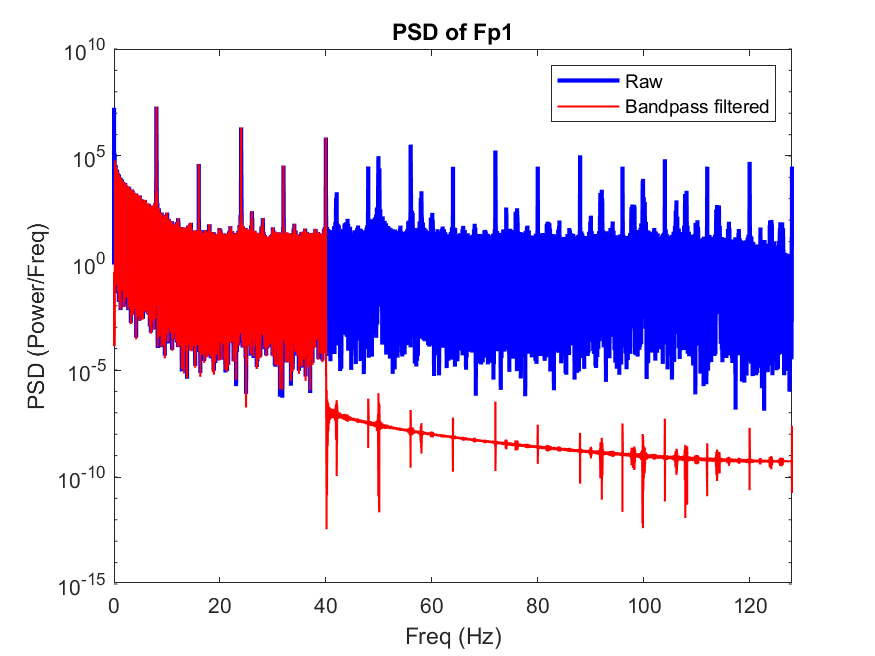 PSD of Fp1
Raw
Bandpass filtered
PSD (Power/Freq)
10^10
10^5
10^0
10^-5
10^-10
10^-15
0 20 40 60 80 100 120
Freq (Hz)